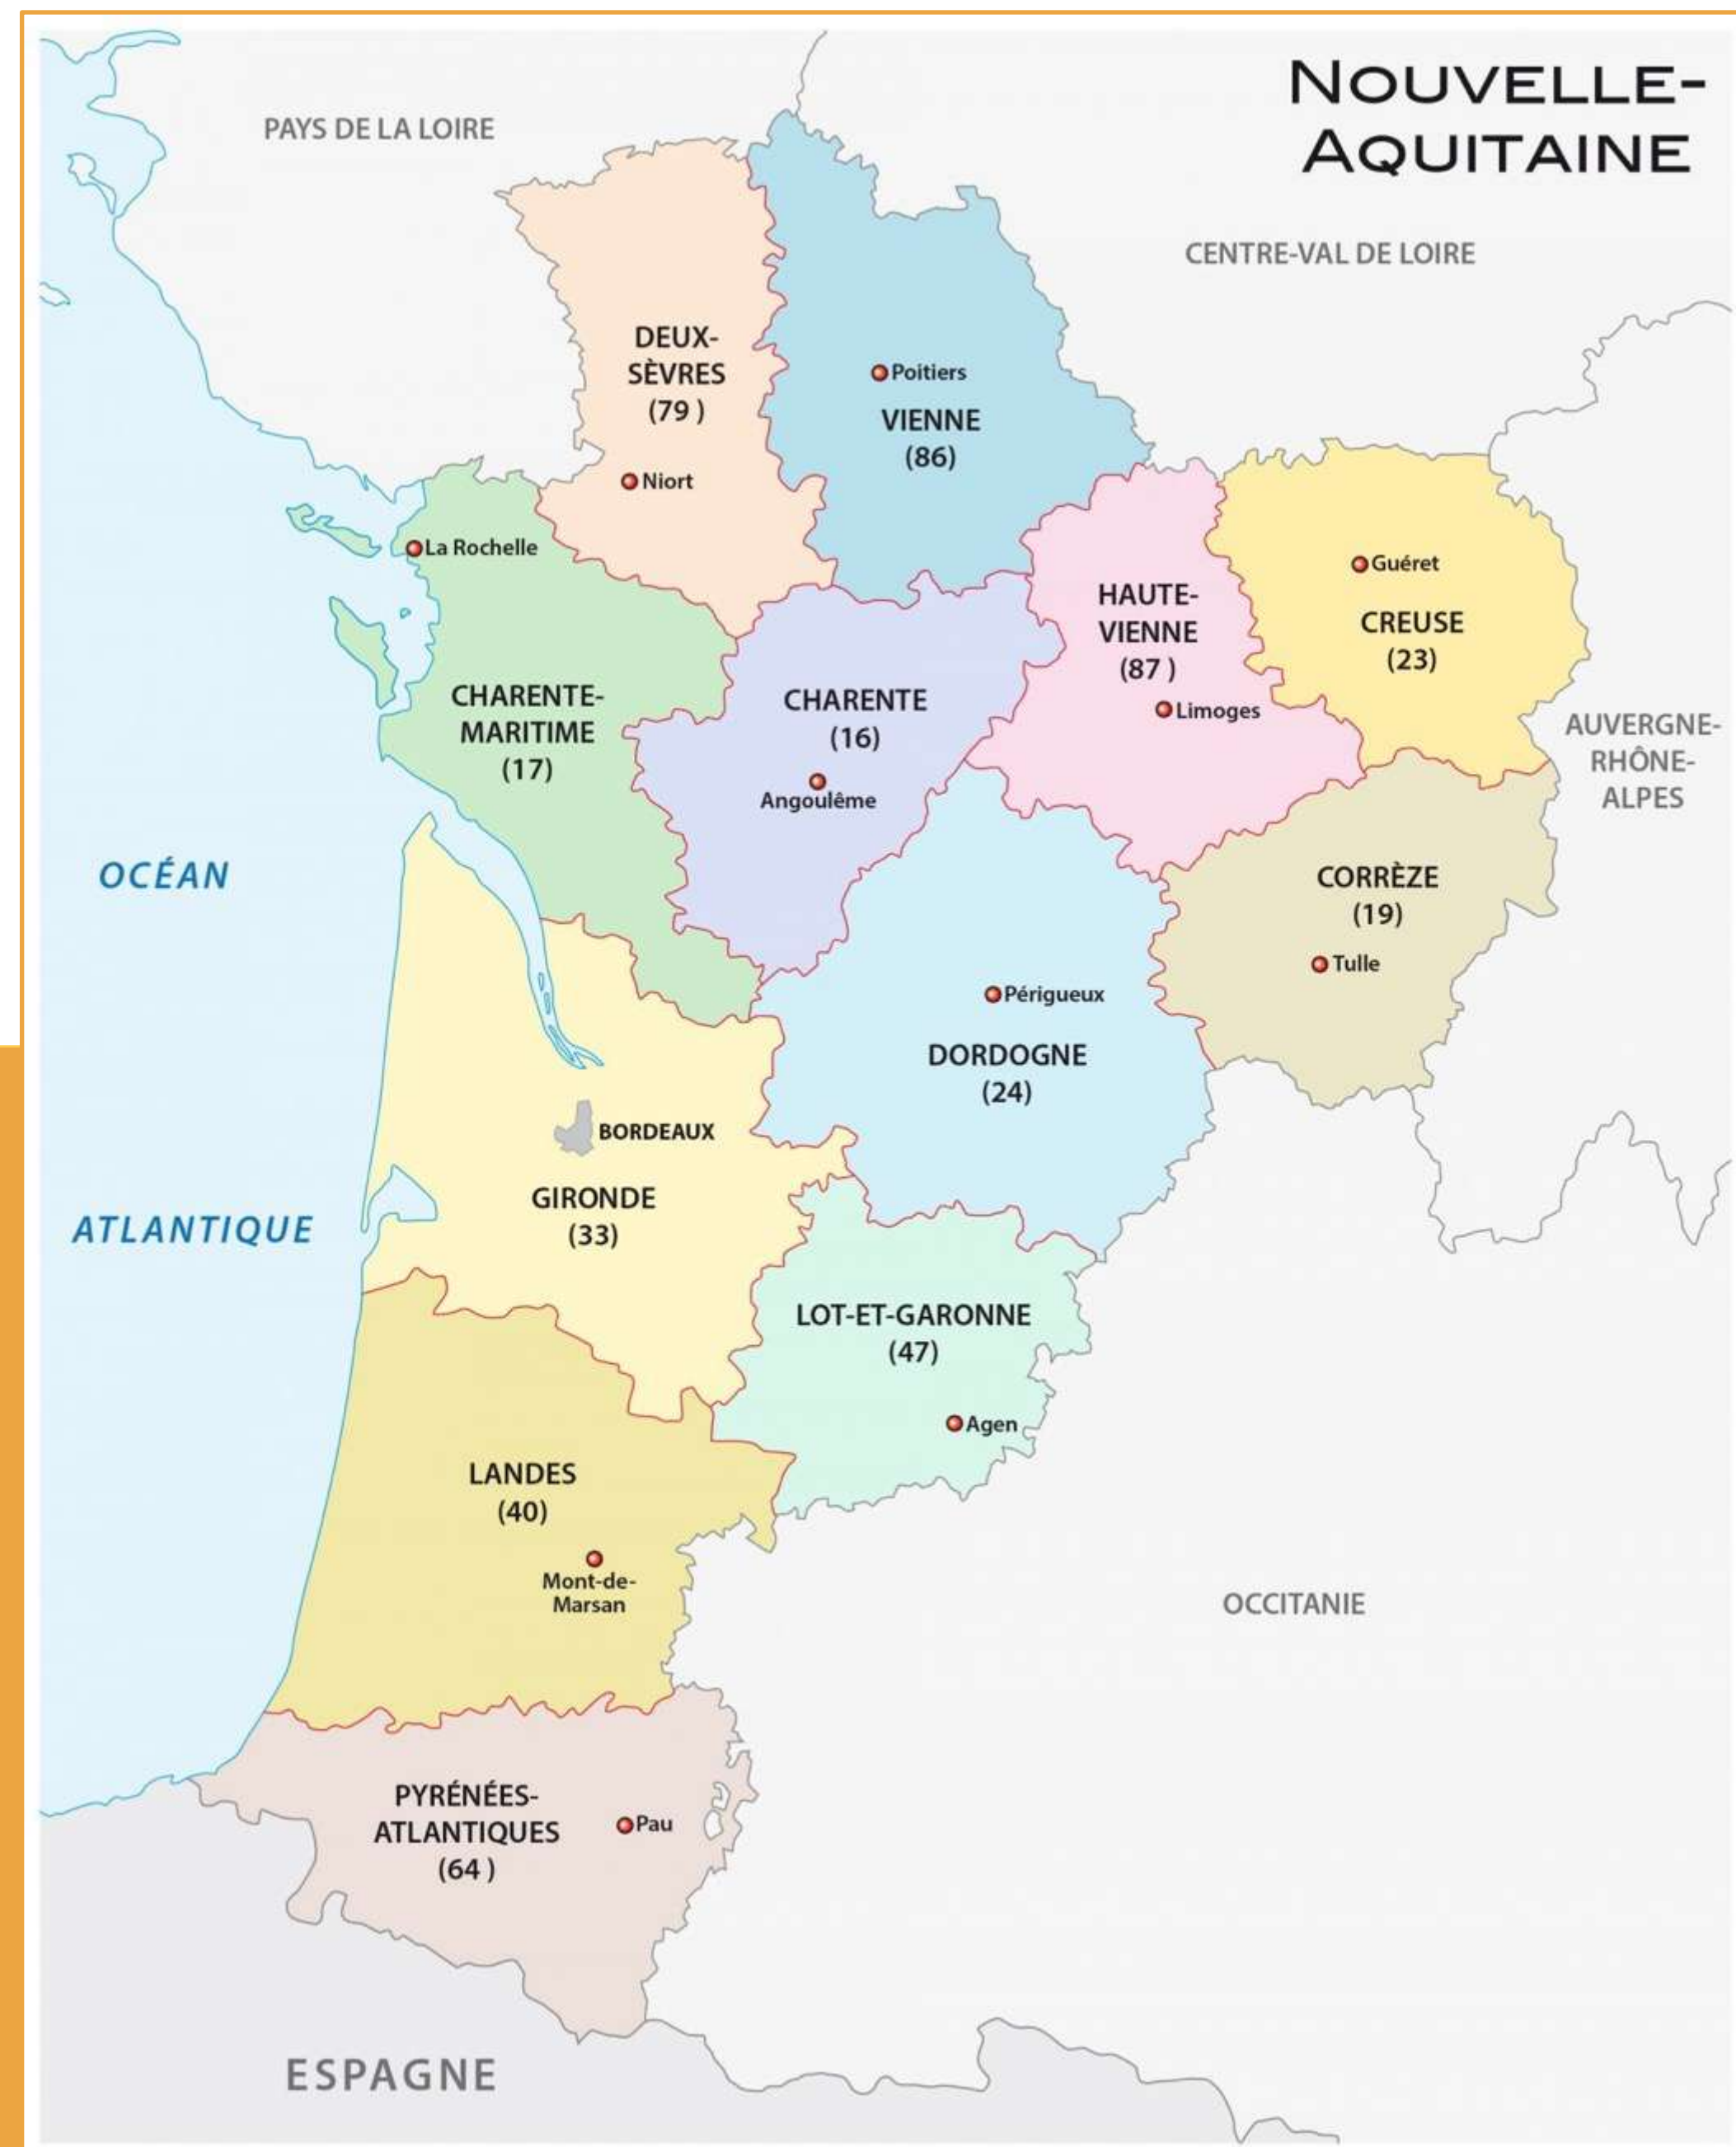 NOUVELLE-
AQUITAINE
PAYS DE LA LOIRE
CENTRE-VAL DE LOIRE
DEUX-
SÈVRES
(79 )
Niort
Poitiers
VIENNE
(86)
La Rochelle
CHARENTE-
MARITIME
(17)
CHARENTE
(16)
Angoulême
HAUTE-
VIENNE
(87 )
Limoges
Guéret
CREUSE
(23)
AUVERGNE-
RHÔNE-
ALPES
OCÉAN
CORRÈZE
(19)
Tulle
Périgueux
DORDOGNE
(24)
BORDEAUX
GIRONDE
(33)
ATLANTIQUE
LOT-ET-GARONNE
(47)
Agen
LANDES
(40)
Mont-de-
Marsan
OCCITANIE
PYRÉNÉES-
ATLANTIQUES
(64 )
Pau
ESPAGNE